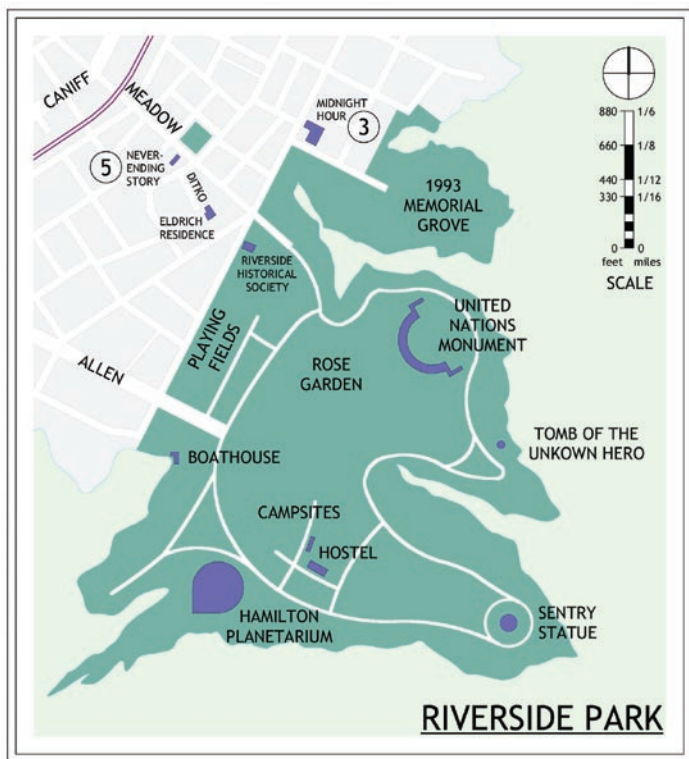 CANIFF
MEADOW
MIDNIGHT
HOUR
3
5
NEVER-
ENDING
STORY
DITKO
ELDRICH
RESIDENCE
1993
MEMORIAL
GROVE
880 1/6
660 1/8
440 1/12
330 1/16
0 0
feet miles
SCALE
RIVERSIDE
HISTORICAL
SOCIETY
UNITED
NATIONS
MONUMENT
PLAYING
FIELDS
ROSE
GARDEN
ALLEN
TOMB OF THE
UNKOWN HERO
BOATHOUSE
CAMPSITES
HOSTEL
HAMILTON
PLANETARIUM
SENTRY
STATUE
RIVERSIDE PARK